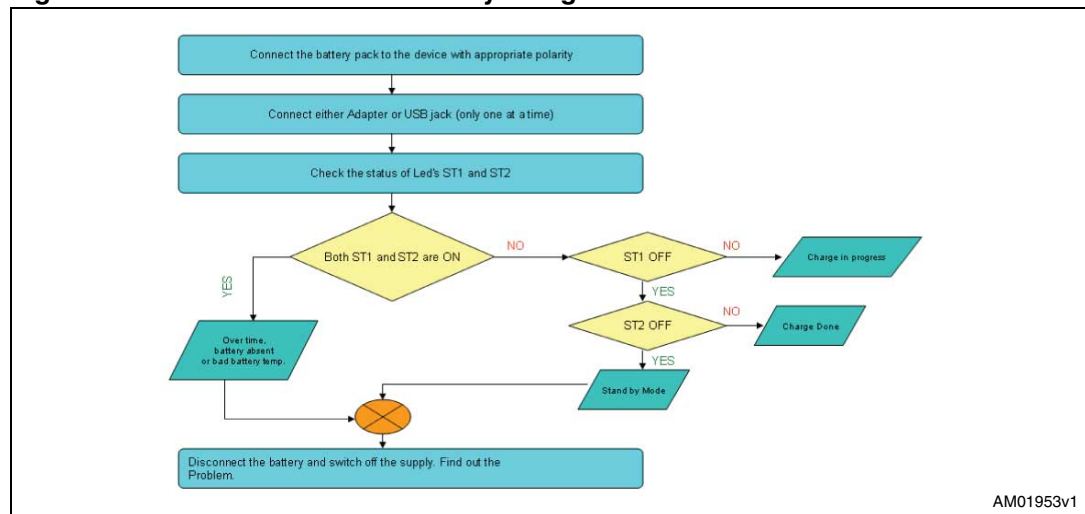 Connect the battery pack to the device with appropriate polarity
Connect either Adapter or USB jack (only one at a time)
Check the status of Led's ST1 and ST2
Both ST1 and ST2 are ON
NO
ST1 OFF
NO
Charge in progress
YES
YES
ST2 OFF
NO
Charge Done
Over time,
battery absent
or bad battery temp.
YES
Stand by Mode
Disconnect the battery and switch off the supply. Find out the
Problem.
AM01953v1